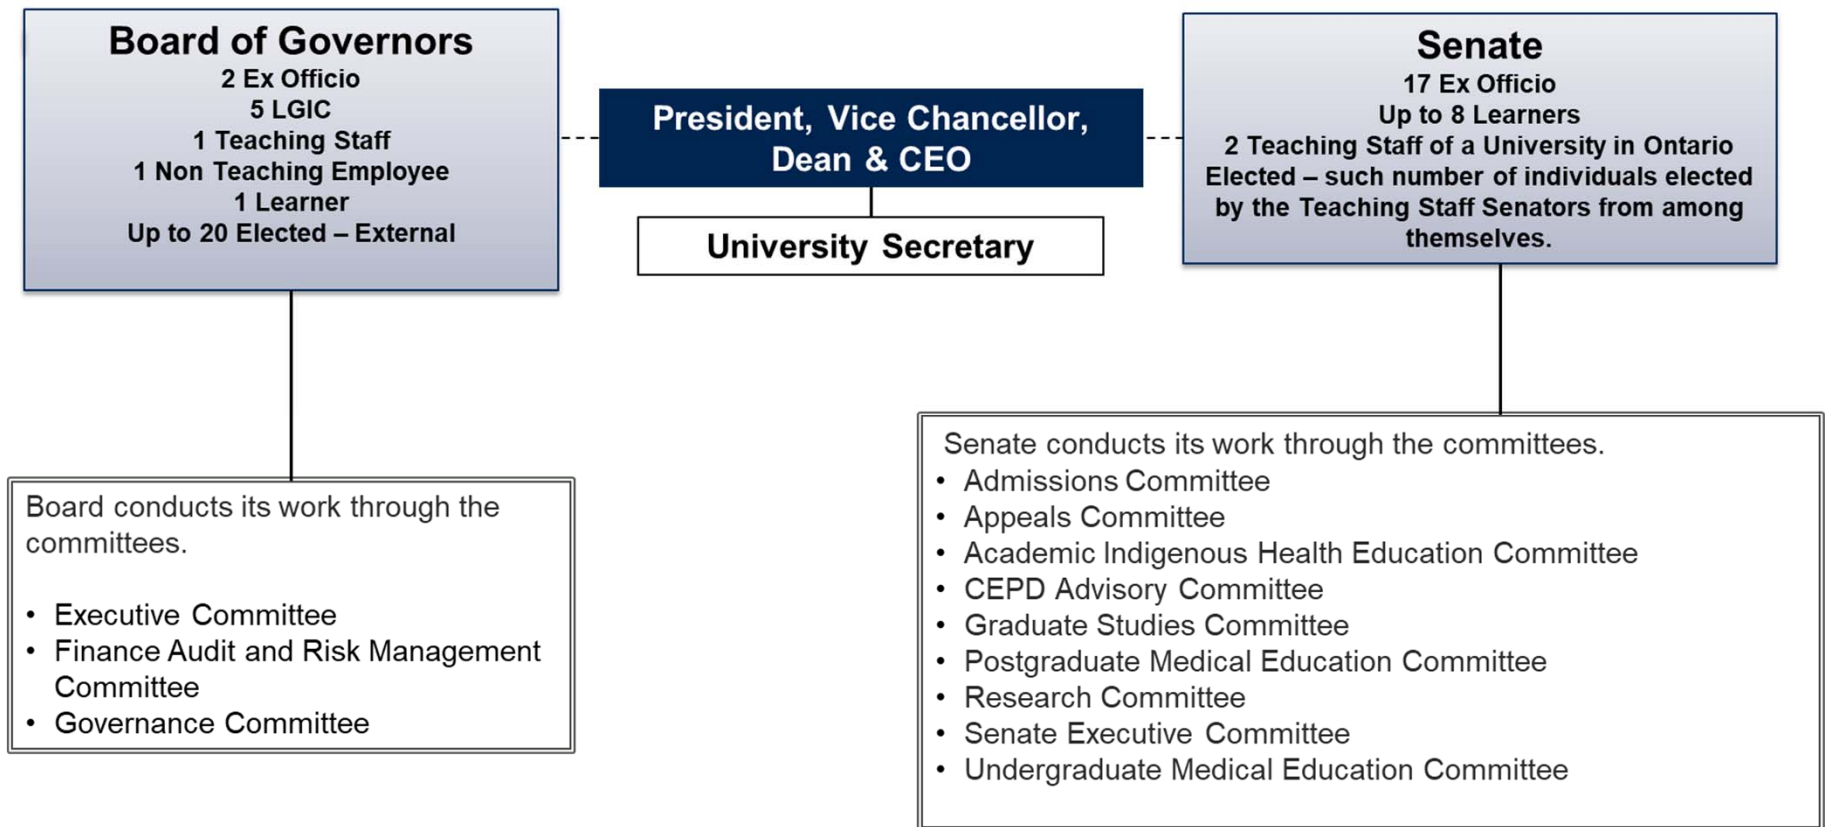 Board of Governors
2 Ex Officio
5 LGIC
1 Teaching Staff
1 Non Teaching Employee
1 Learner
Up to 20 Elected – External
President, Vice Chancellor,
Dean & CEO
University Secretary
Senate
17 Ex Officio
Up to 8 Learners
2 Teaching Staff of a University in Ontario
Elected – such number of individuals elected
by the Teaching Staff Senators from among
themselves.
Board conducts its work through the
committees.
• Executive Committee
• Finance Audit and Risk Management
Committee
• Governance Committee
Senate conducts its work through the committees.
• Admissions Committee
• Appeals Committee
• Academic Indigenous Health Education Committee
• CEPD Advisory Committee
• Graduate Studies Committee
• Postgraduate Medical Education Committee
• Research Committee
• Senate Executive Committee
• Undergraduate Medical Education Committee